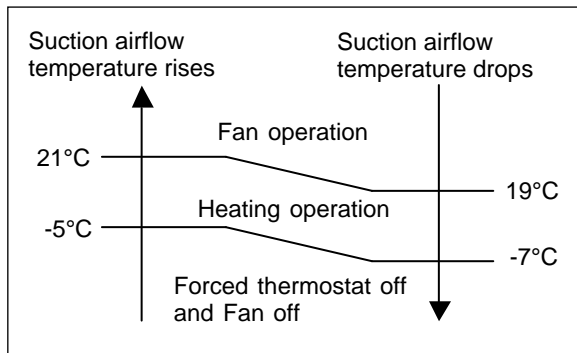 Suction airflow
temperature rises
Suction airflow
temperature drops
Fan operation
21°C
19°C
Heating operation
-5°C
-7°C
Forced thermostat off
and Fan off